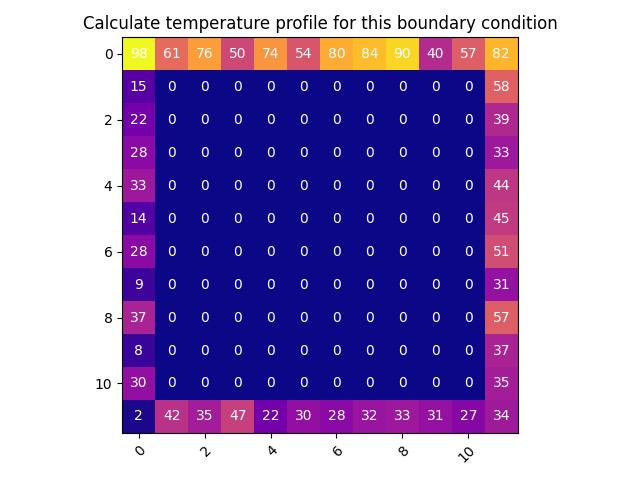 Calculate temperature profile for this boundary condition
0 98 61 76 50 74 54 80 84 90 40 57 82
15 0 0 0 0 0 0 0 0 0 0 58
2 22 0 0 0 0 0 0 0 0 0 0 39
28 0 0 0 0 0 0 0 0 0 0 33
4 33 0 0 0 0 0 0 0 0 0 0 44
14 0 0 0 0 0 0 0 0 0 0 45
6 28 0 0 0 0 0 0 0 0 0 0 51
9 0 0 0 0 0 0 0 0 0 0 31
8 37 0 0 0 0 0 0 0 0 0 0 57
8 0 0 0 0 0 0 0 0 0 0 37
10 30 0 0 0 0 0 0 0 0 0 0 35
2 42 35 47 22 30 28 32 33 31 27 34
0 2 4 6 8 10